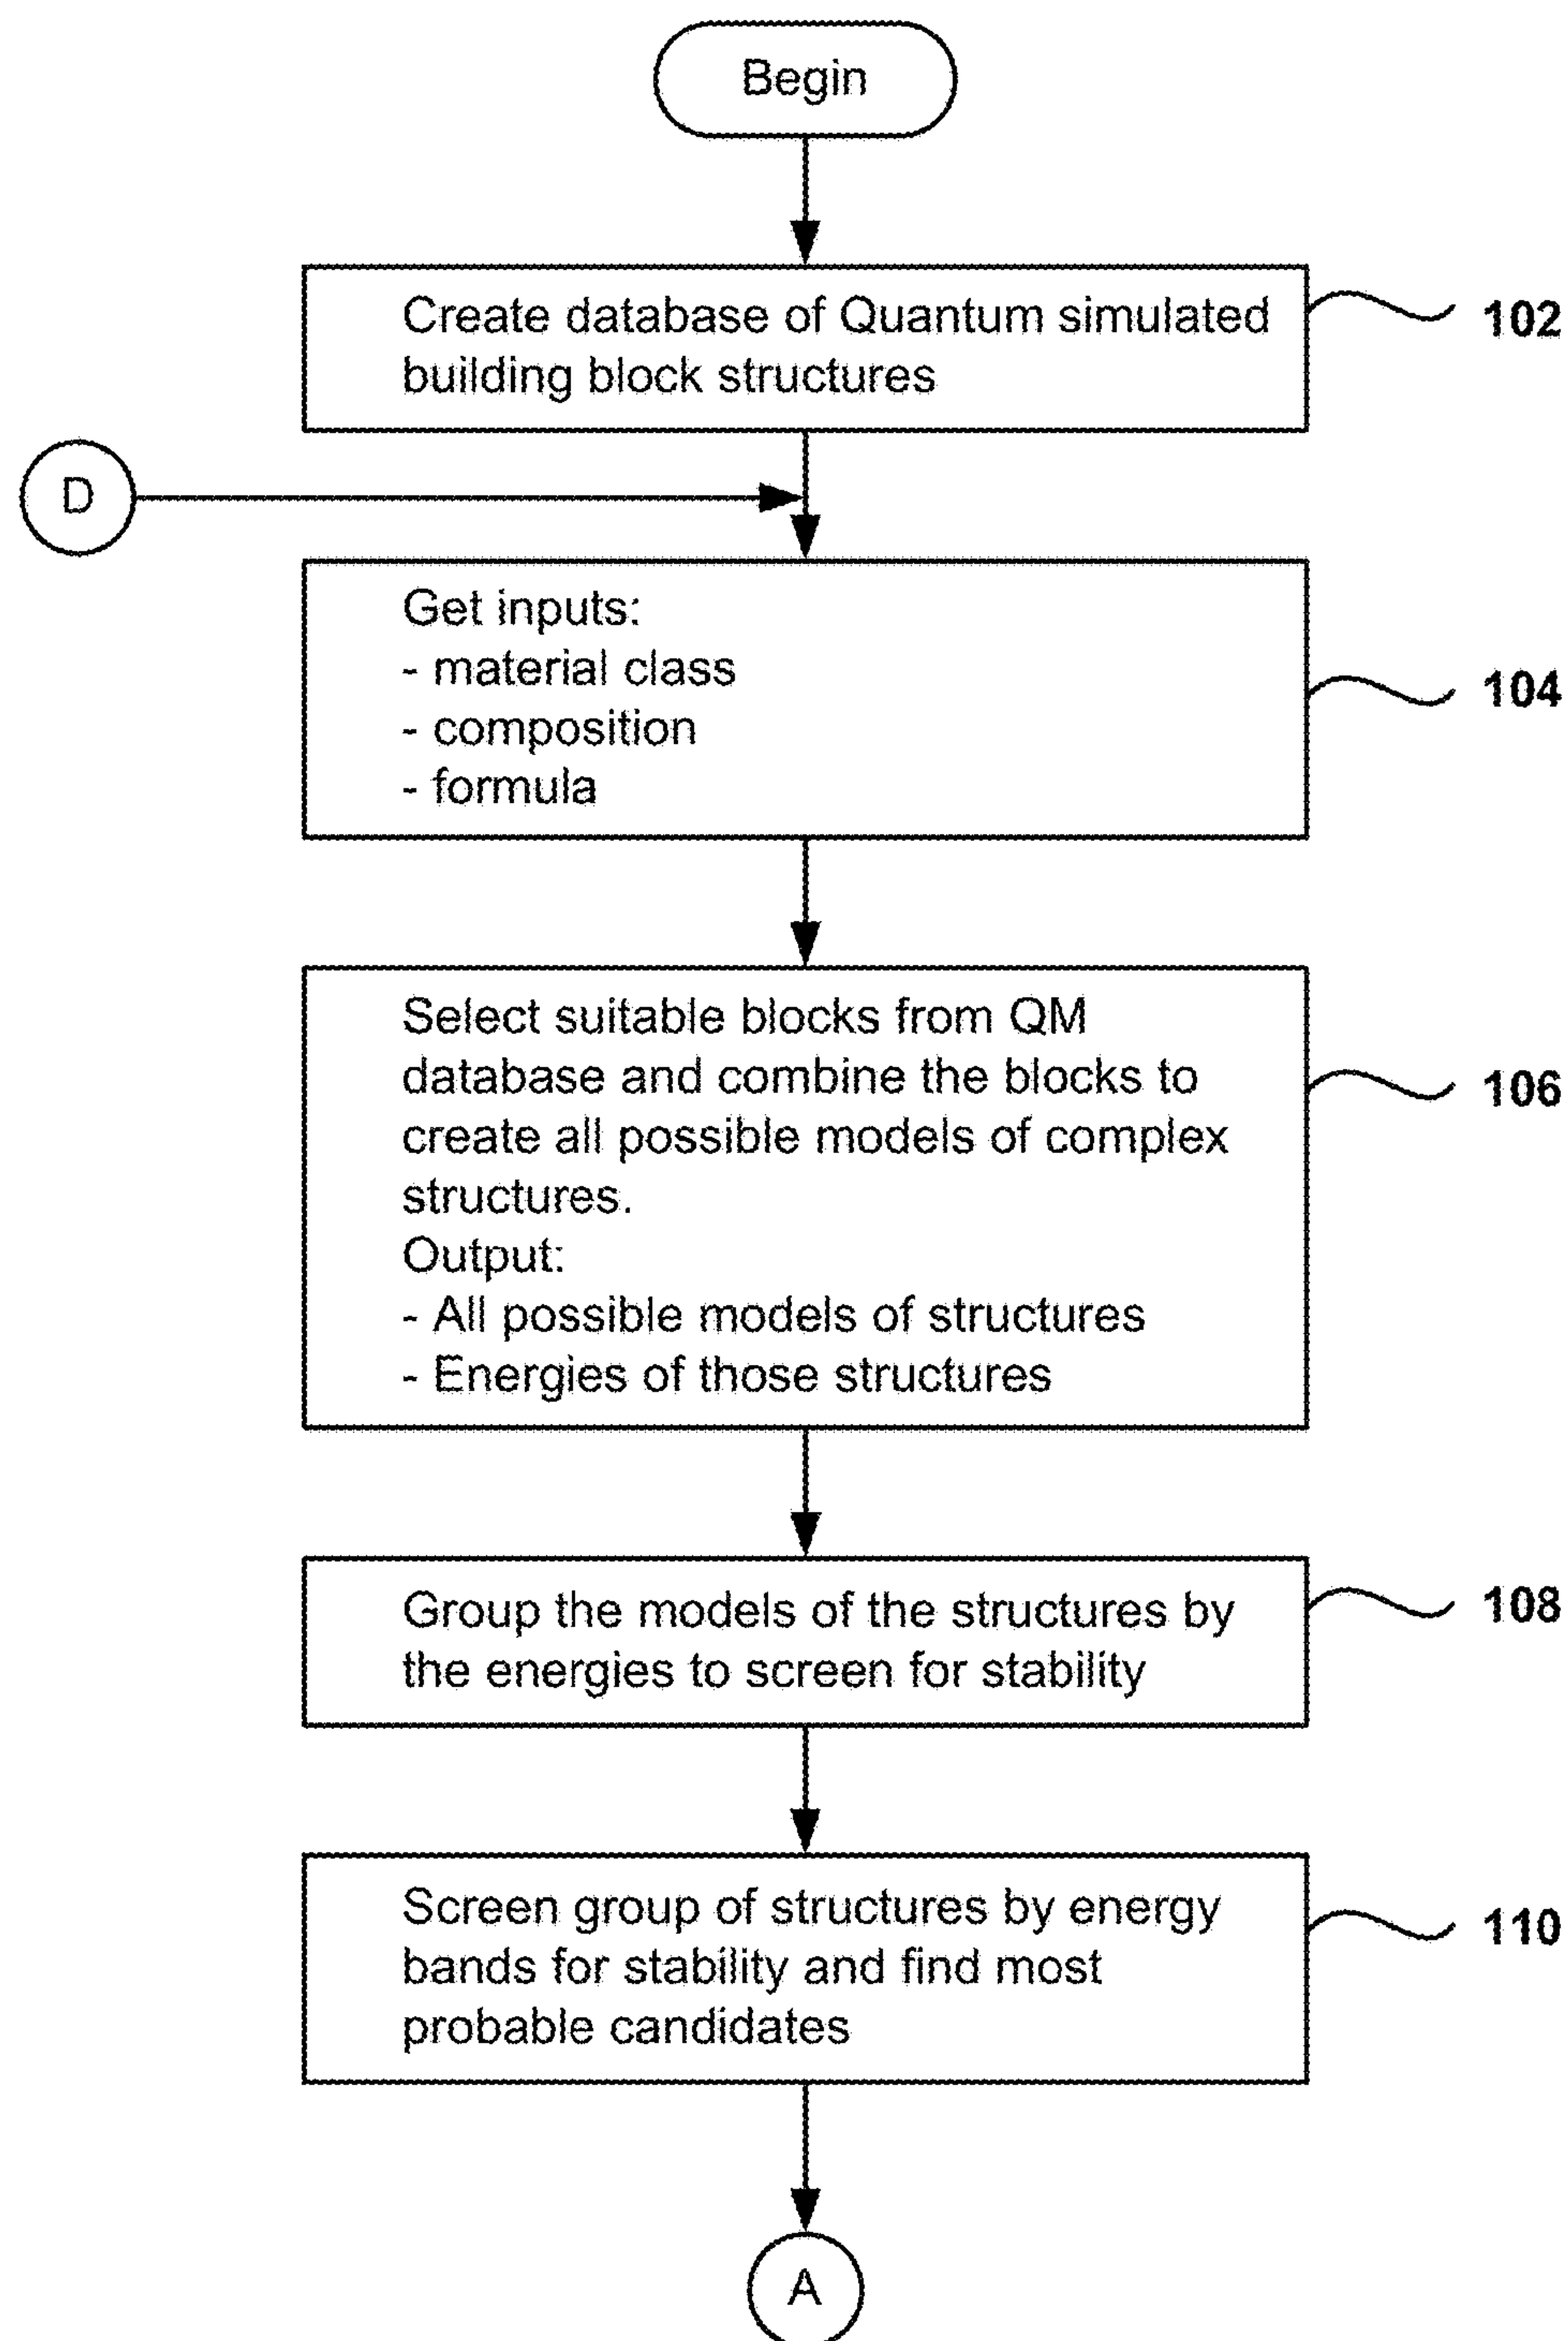 Begin
Create database of Quantum simulated
building block structures
102
D
Get inputs:
- material class
- composition
- formula
104
Select suitable blocks from QM
database and combine the blocks to
create all possible models of complex
structures.
Output:
- All possible models of structures
- Energies of those structures
106
Group the models of the structures by
the energies to screen for stability
108
Screen group of structures by energy
bands for stability and find most
probable candidates
110
A